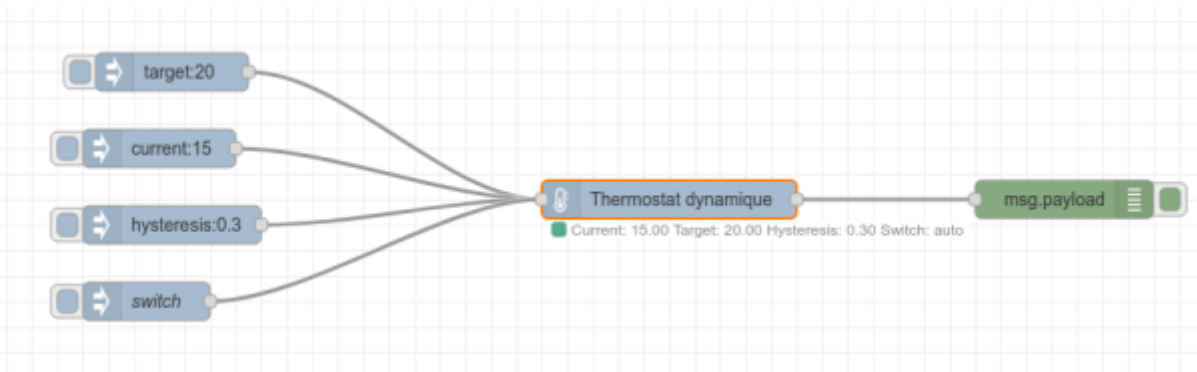 target:20
current:15
hysteresis:0.3
switch
Thermostat dynamique
Current: 15.00 Target: 20.00 Hysteresis: 0.30 Switch: auto
msg.payload